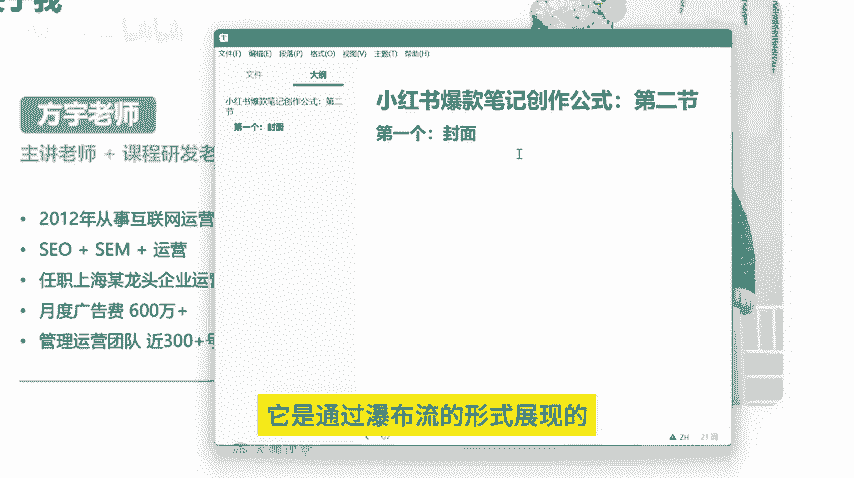 方宇老师
主讲老师 + 课程研发老
• 2012年从事互联网运营
• SEO + SEM + 运营
• 任职上海某龙头企业运营
• 月度广告费 600万+
• 管理运营团队 近300+
文件(F) 编辑(E) 段落(P) 格式(O) 视图(V) 主题(T) 帮助(H)
文件 大纲
小红书爆款笔记创作公式：第二
节
第一个：封面
小红书爆款笔记创作公式：第二节
第一个：封面
它是通过瀑布流的形式展现的
ZH 21 词